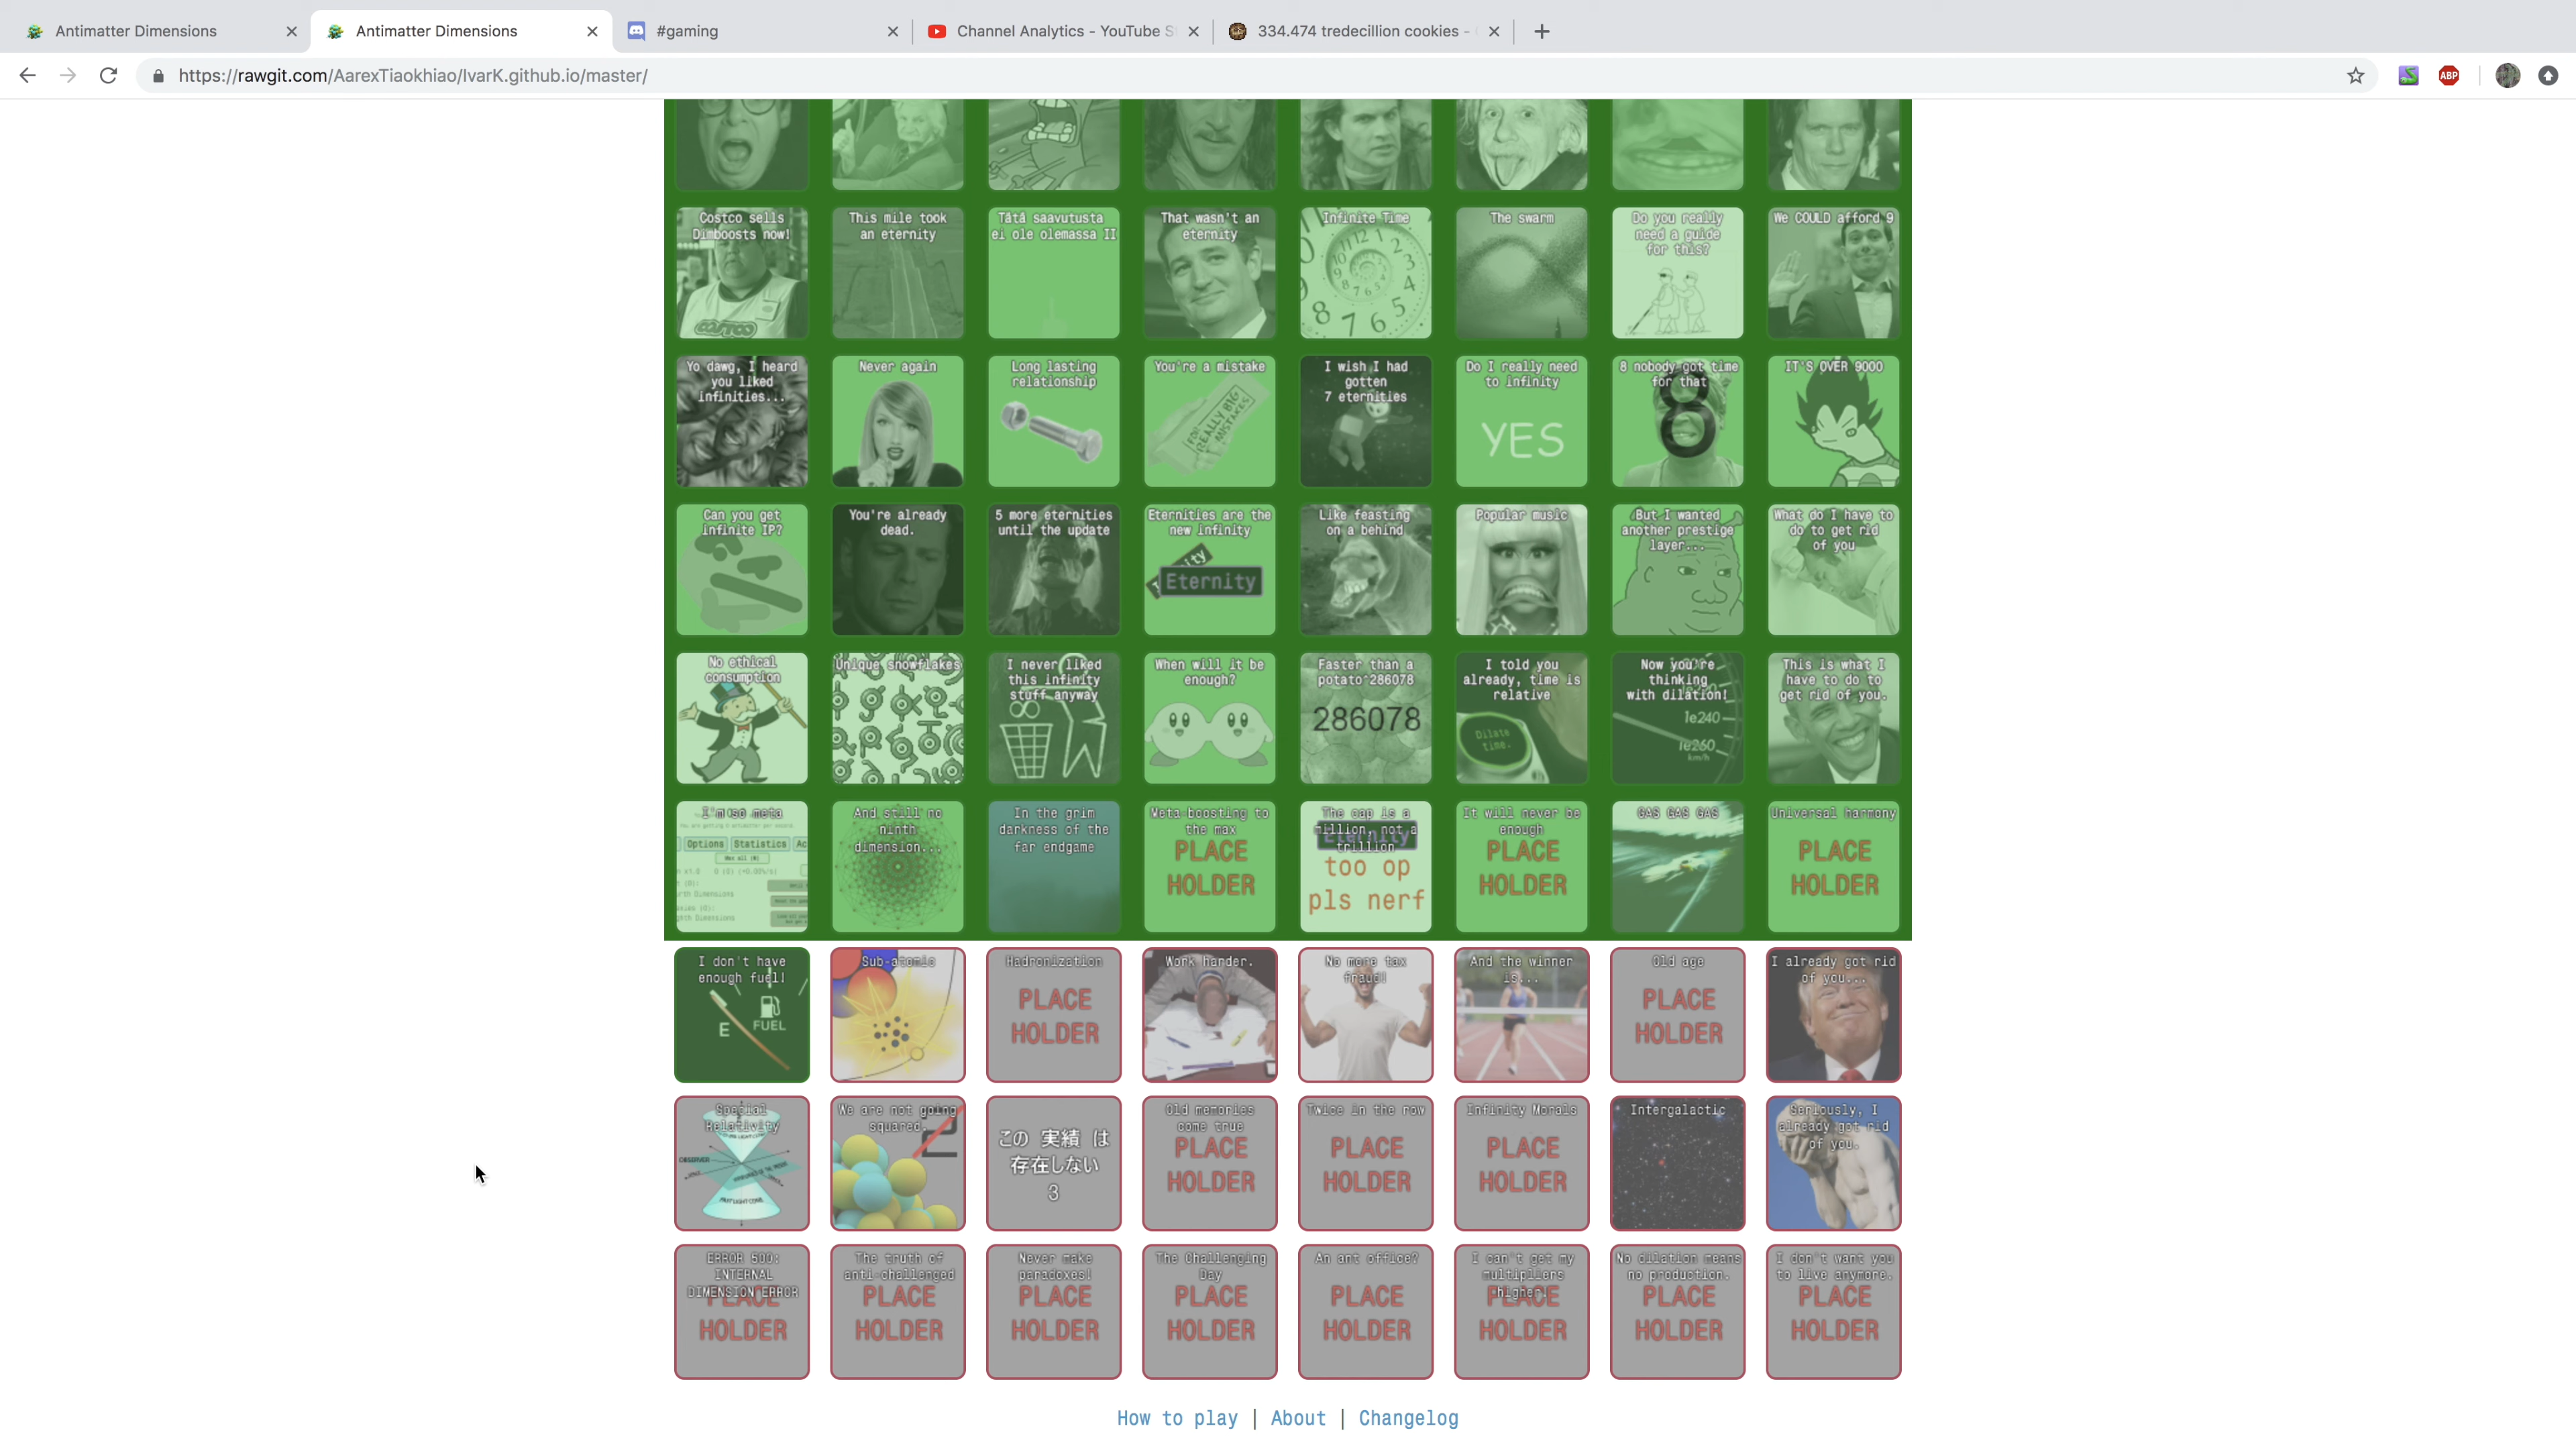 Antimatter Dimensions
Antimatter Dimensions
#gaming
Channel Analytics - YouTube S
334.474 tredecillion cookies -
https://rawgit.com/AarexTiaokhiao/IvarK.github.io/master/
ABP
Costco sells
Dimboosts now!
COSTCO
This mile took
an eternity
Tätä saavutusta
ei ole olemassa II
That wasn't an
eternity
Infinite Time
The swarm
Do you really
need a guide
for this?
We COULD afford 9
Yo dawg, I heard
you liked
infinities...
Never again
Long lasting
relationship
You're a mistake
FOR
REALLY BIG
MISTAKES
I wish I had
gotten
7 eternities
Do I really need
to infinity
YES
8 nobody got time
for that
8
IT'S OVER 9000
Can you get
infinite IP?
You're already
dead.
5 more eternities
until the update
Eternities are the
new infinity
Eternity
Like feasting
on a behind
Popular music
But I wanted
another prestige
layer...
What do I have to
do to get rid
of you
No ethical
consumption
Unique snowflakes
I never liked
this infinity
stuff anyway
When will it be
enough?
Faster than a
potato^286078
286078
I told you
already, time is
relative
Dilate
time.
Now you're
thinking
with dilation!
1e240
1e260
km/h
This is what I
have to do to
get rid of you.
I'm so meta
Options Statistics Ac
And still no
ninth
dimension...
In the grim
darkness of the
far endgame
Meta-boosting to
the max
PLACE
HOLDER
The cap is a
million, not a
trillion
Eternity
too op
pls nerf
It will never be
enough
PLACE
HOLDER
GAS GAS GAS
Universal harmony
PLACE
HOLDER
I don't have
enough fuel!
E FUEL
Sub-atomic
Hadronization
PLACE
HOLDER
Work harder.
No more tax
fraud!
And the winner
is...
Old age
PLACE
HOLDER
I already got rid
of you...
Special
Relativity
OBSERVER
We are not going
squared.
2
この 実績 は
存在しない
3
Old memories
come true
PLACE
HOLDER
Twice in the row
PLACE
HOLDER
Infinity Morals
PLACE
HOLDER
Intergalactic
Seriously, I
already got rid
of you.
ERROR 500:
INTERNAL
DIMENSION ERROR
PLACE
HOLDER
The truth of
anti-challenged
PLACE
HOLDER
Never make
paradoxes!
PLACE
HOLDER
The Challenging
Day
PLACE
HOLDER
An ant office?
PLACE
HOLDER
I can't get my
multipliers
higher!
PLACE
HOLDER
No dilation means
no production.
PLACE
HOLDER
I don't want you
to live anymore.
PLACE
HOLDER
How to play | About | Changelog